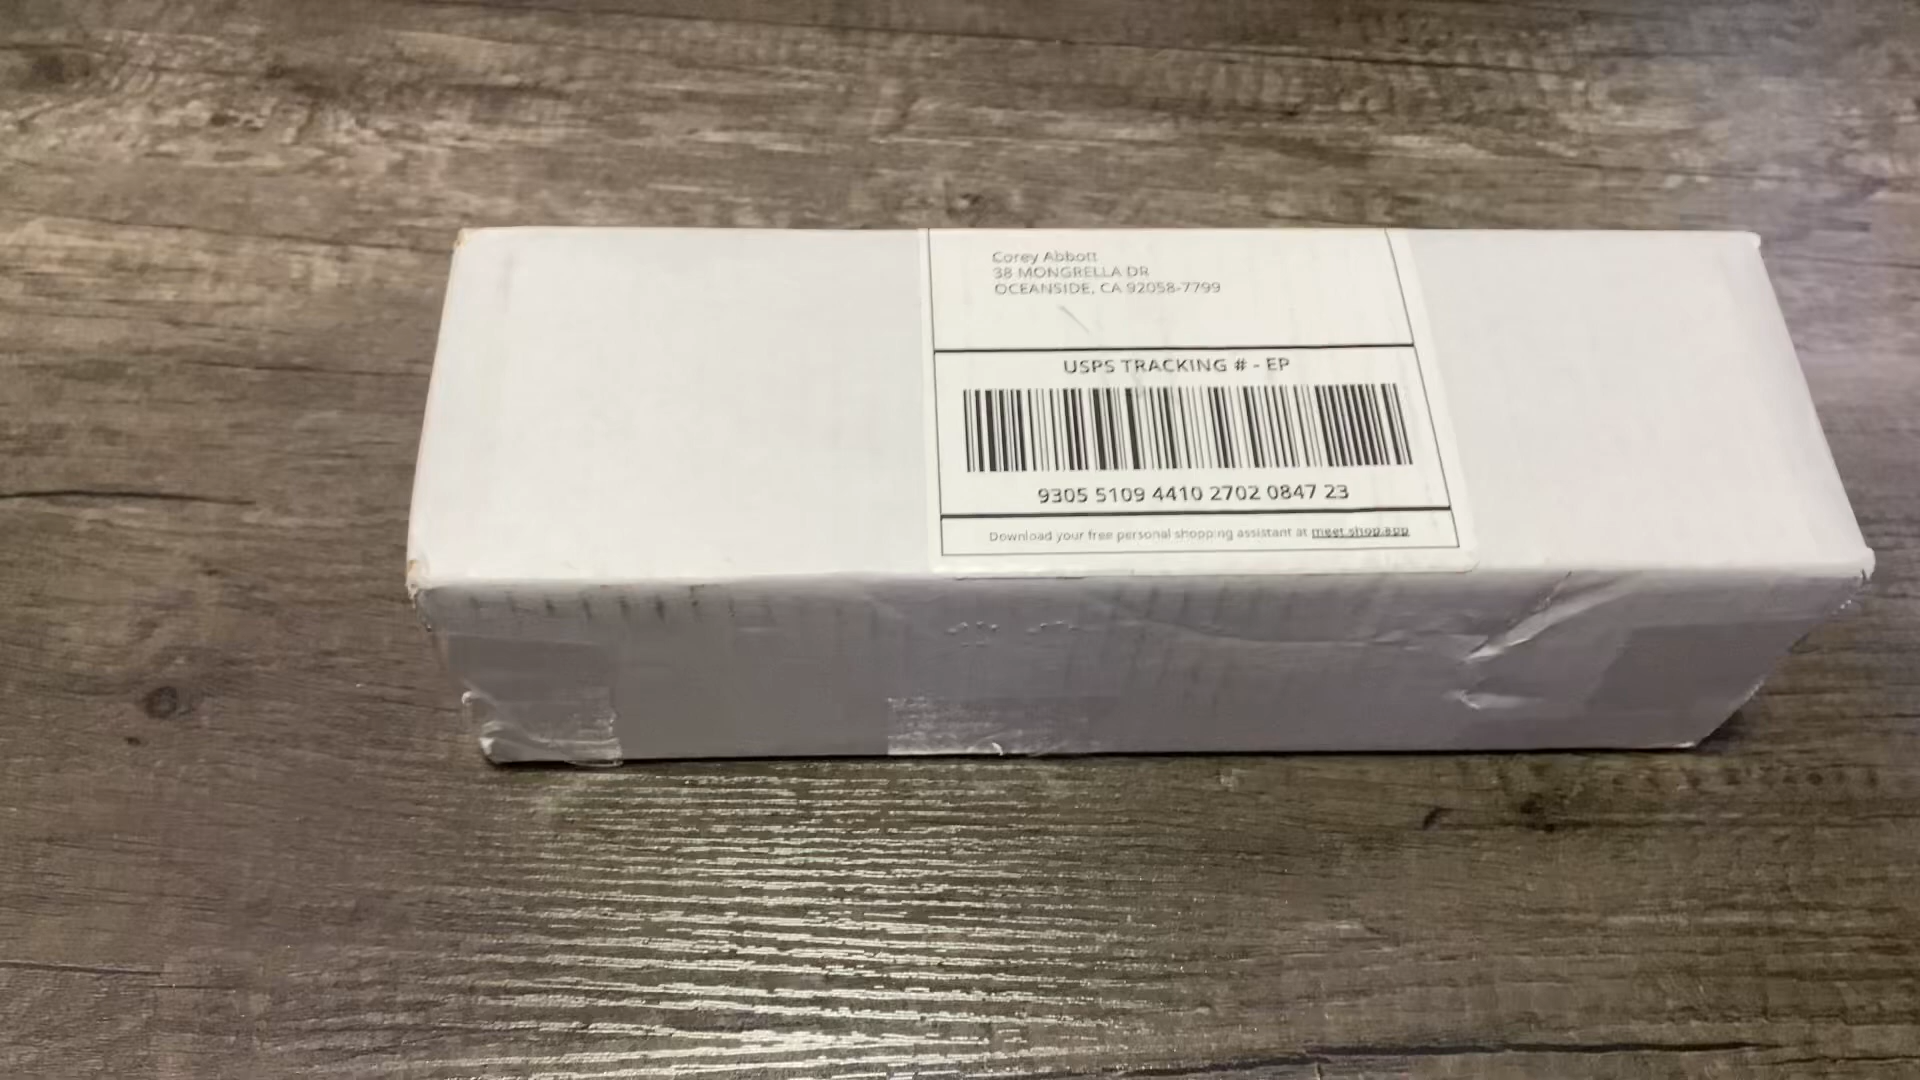 Corey Abbott
38 MONGRELLA DR
OCEANSIDE, CA 92058-7799
USPS TRACKING # - EP
9305 5109 4410 2702 0847 23
Download your free personal shopping assistant at meet.shop.app